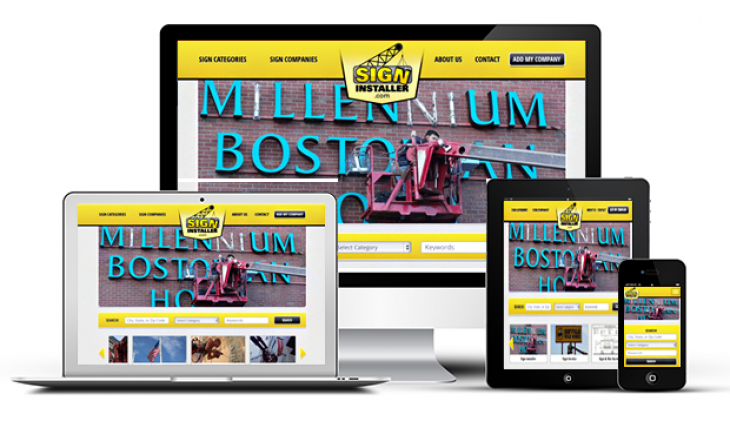 SIGN CATEGORIES
SIGN COMPANIES
SIGN
INSTALLER
.com
ABOUT US
CONTACT
ADD MY COMPANY
MILLENNIUM
BOSTO AN
Select Category
Keywords
SIGN CATEGORIES
SIGN COMPANIES
SIGN
INSTALLER
.com
ABOUT US
CONTACT
ADD MY COMPANY
MILLENNIUM
BOSTO AN
HO
SEARCH
City, State, or Zip Code
Select Category
Keywords
SEARCH
SIGN
INSTALLER
MILLENNIUM
BOSTO AN
HO
SEARCH
SIGN
SEARCH